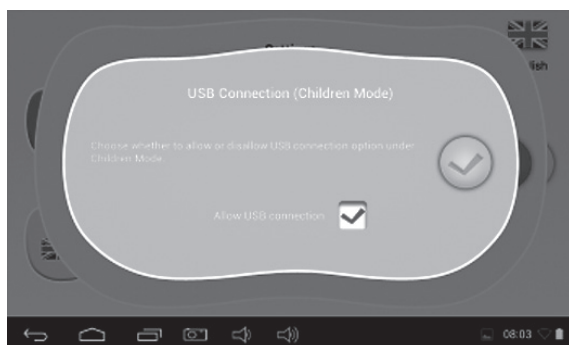 USB Connection (Children Mode)
Choose whether to allow or disallow USB connection option under
Children Mode.
Allow USB connection
08:03